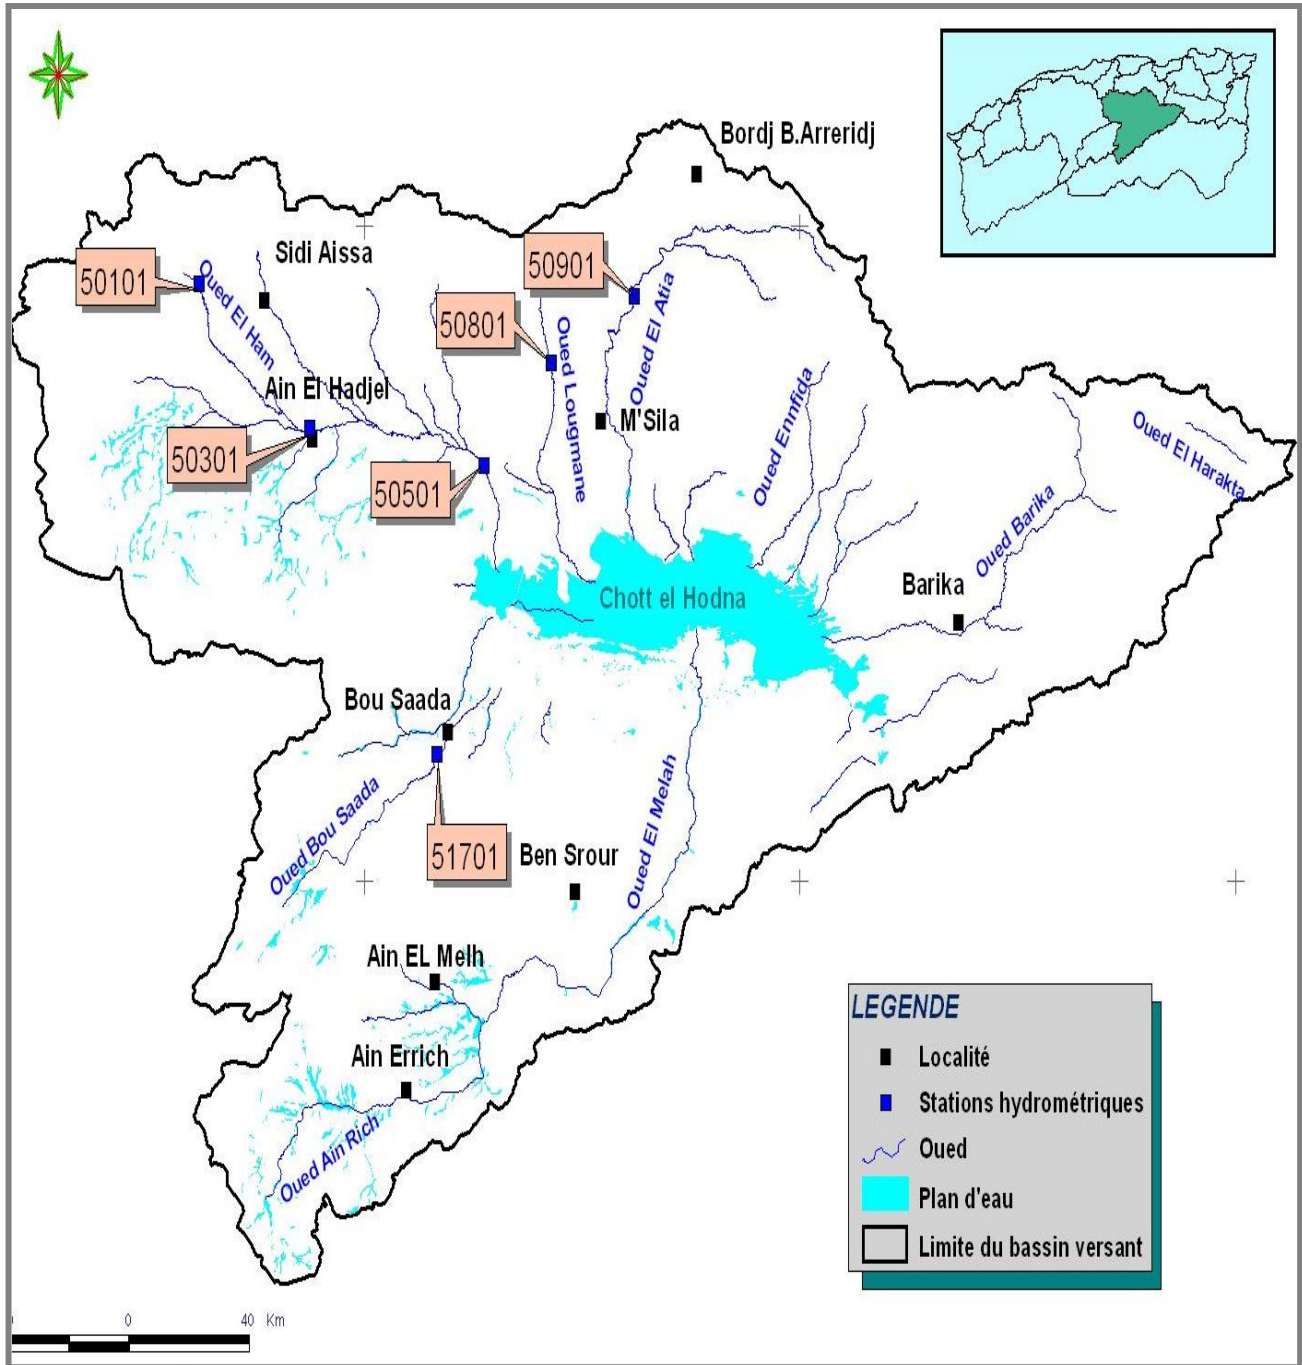 Bordj B.Arreridj
Sidi Aissa
50101
50901
Oued El Ham
Oued El Atia
50801
Oued Lougmane
Ain El Hadjel
M'Sila
Oued Ennfida
Oued El Harakta
50301
50501
Oued Barika
Chott el Hodna
Barika
Bou Saada
Oued Bou Saada
51701
Ben Srour
Oued El Melah
Ain EL Melh
Ain Errich
Oued Ain Rich
LEGENDE
Localité
Stations hydrométriques
Oued
Plan d'eau
Limite du bassin versant
0 40 Km